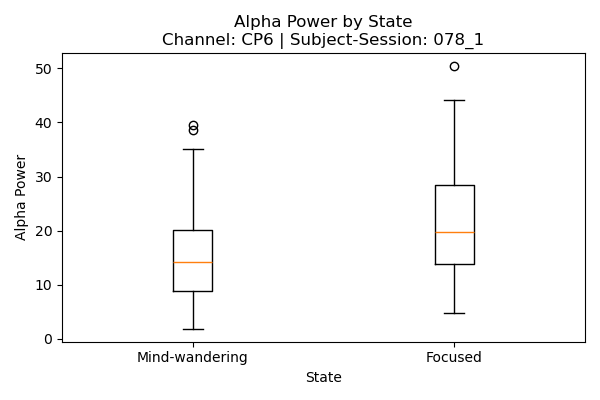 Alpha Power by State
Channel: CP6 | Subject-Session: 078_1
Alpha Power
50
40
30
20
10
0
Mind-wandering
Focused
State